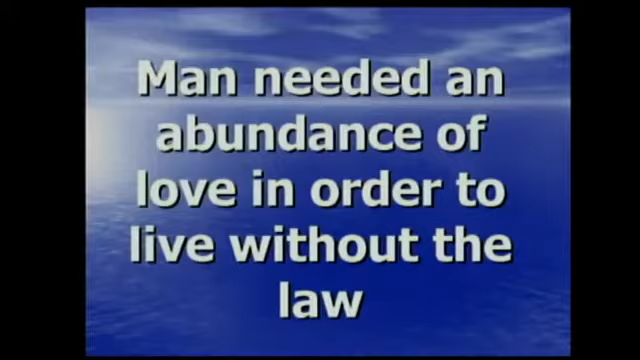 Man needed an
abundance of
love in order to
live without the
law